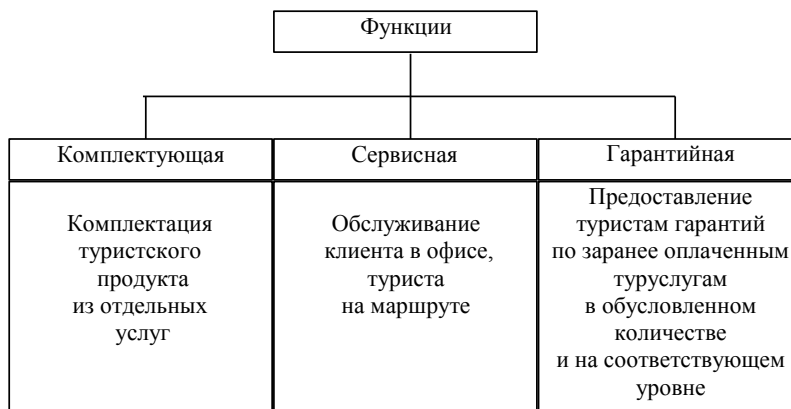 Функции
Комплектующая
Сервисная
Гарантийная
Комплектация
туристского
продукта
из отдельных
услуг
Обслуживание
клиента в офисе,
туриста
на маршруте
Предоставление
туристам гарантий
по заранее оплаченным
туруслугам
в обусловленном
количестве
и на соответствующем
уровне